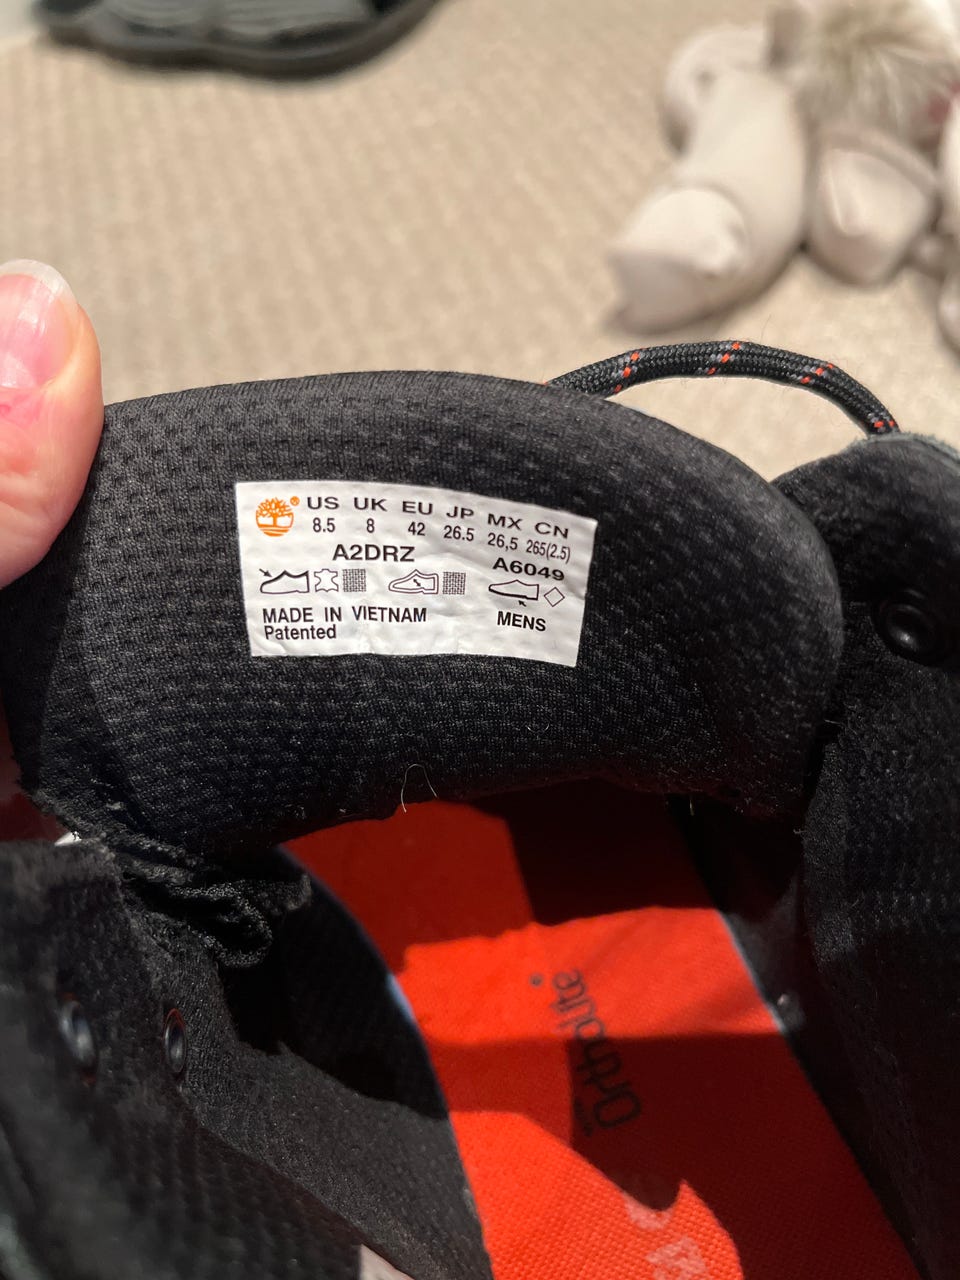 ® US UK EU JP MX CN
8.5 8 42 26.5 26,5 265(2.5)
A2DRZ A6049
MADE IN VIETNAM MENS
Patented
Ortholite®